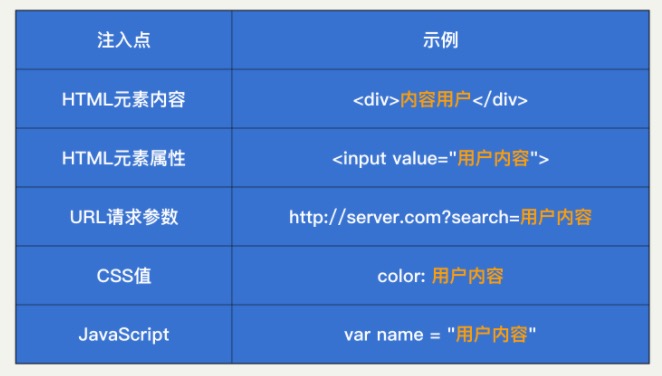 注入点 示例
HTML元素内容 <div>内容用户</div>
HTML元素属性 <input value="用户内容">
URL请求参数 http://server.com?search=用户内容
CSS值 color: 用户内容
JavaScript var name = "用户内容"